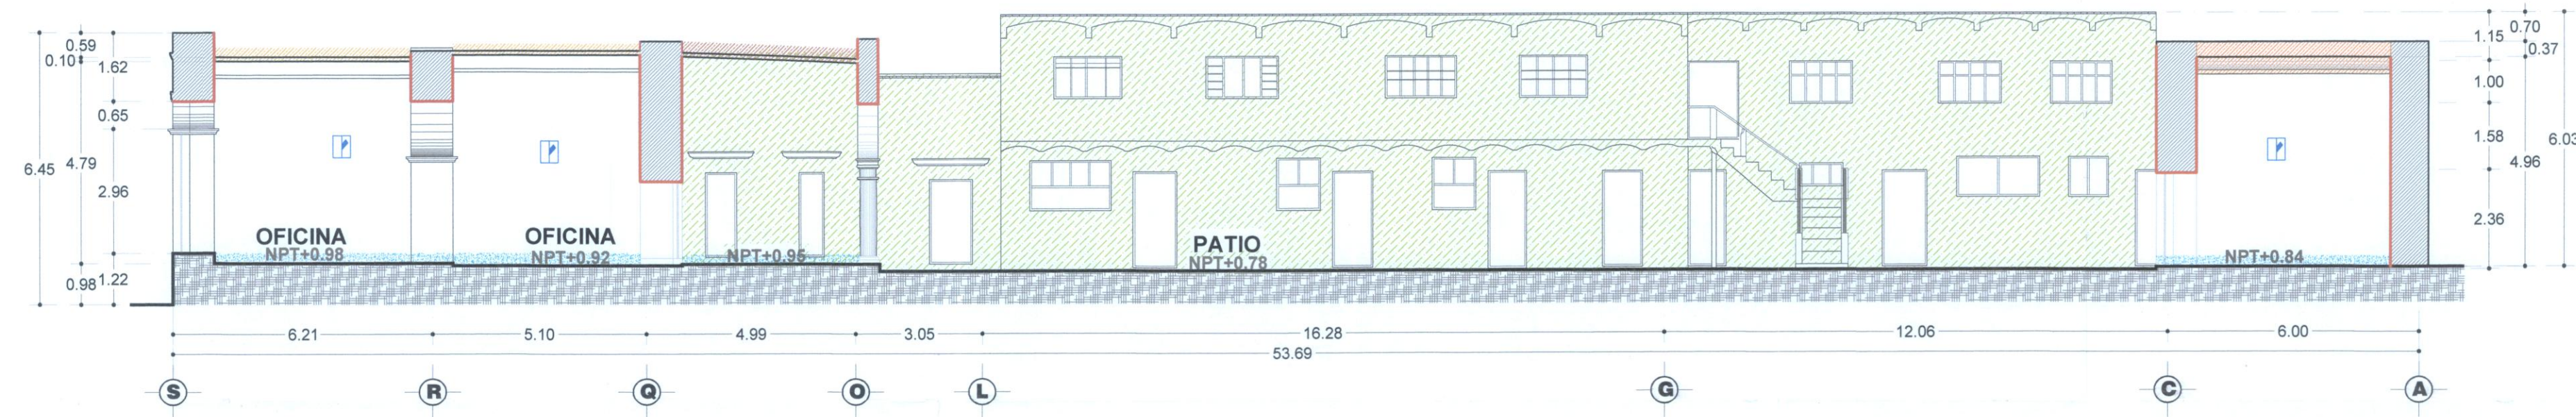 0.59
0.10
1.62
0.65
6.45
4.79
2.96
0.98
1.22
OFICINA
NPT+0.98
OFICINA
NPT+0.92
NPT+0.95
PATIO
NPT+0.78
NPT+0.84
0.70
1.15
0.37
1.00
1.58
6.03
4.96
2.36
6.21
5.10
4.99
3.05
16.28
12.06
6.00
53.69
S
R
Q
O
L
G
C
A